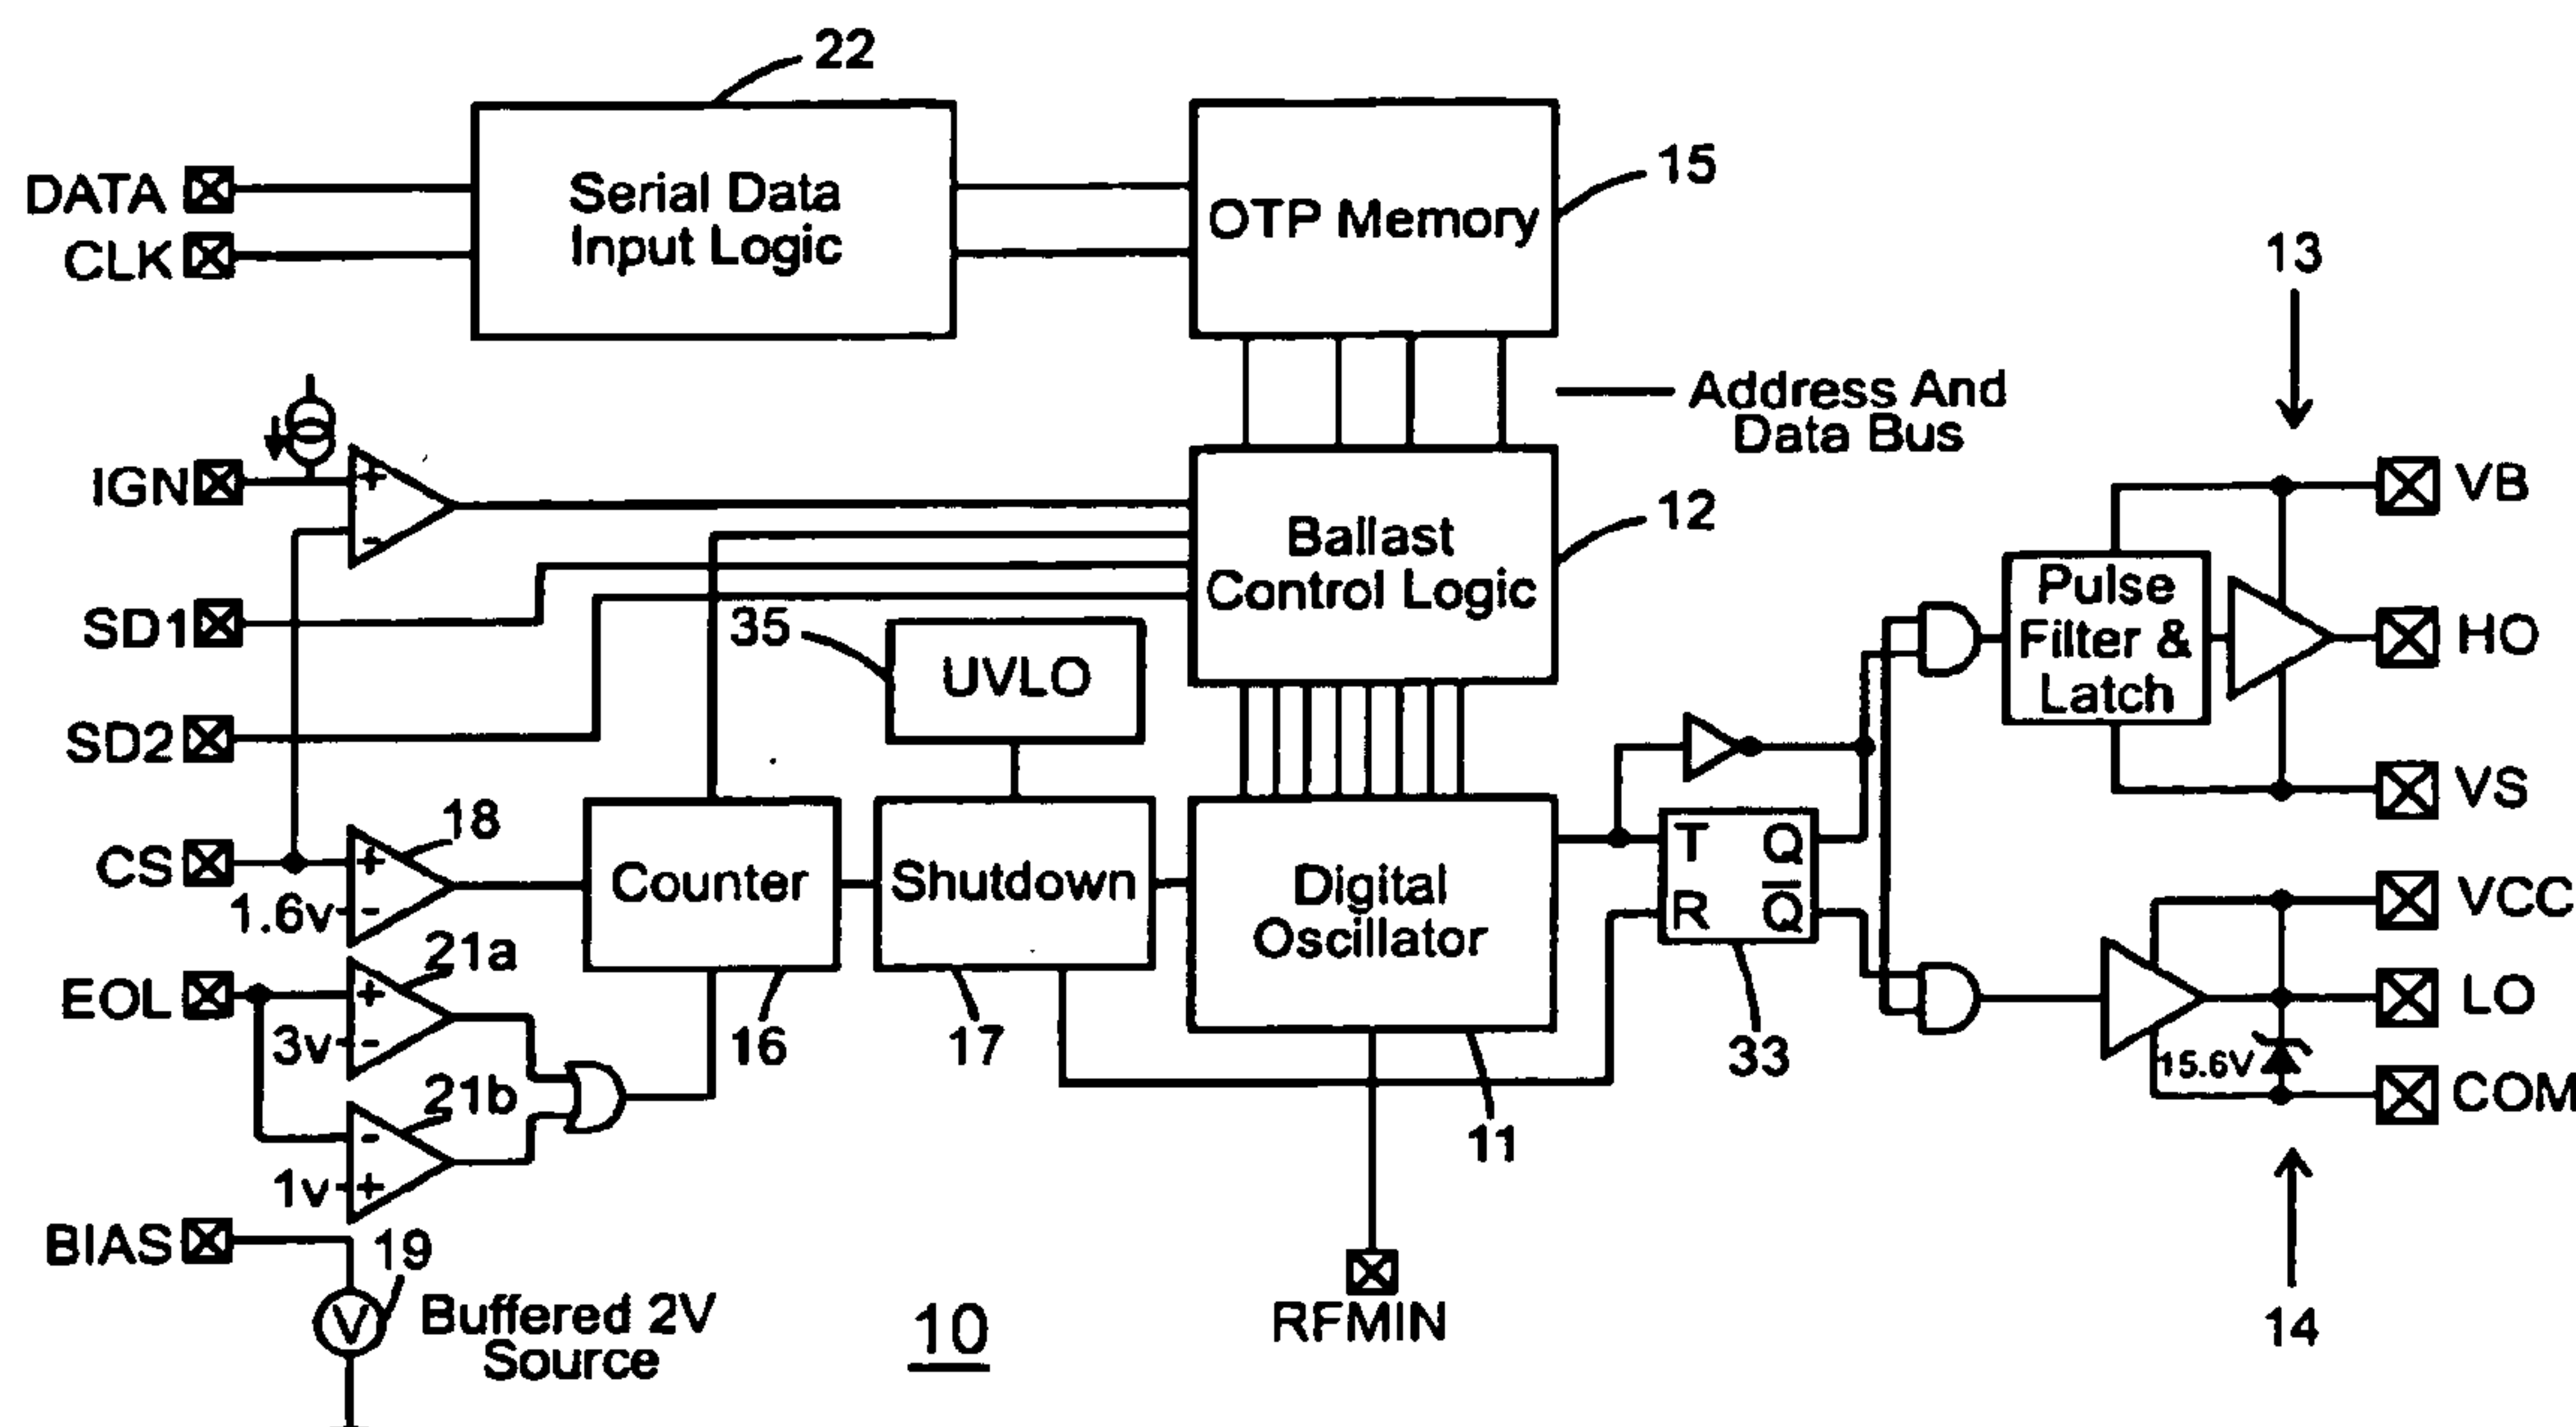 22
DATA
CLK
Serial Data
Input Logic
OTP Memory
15
13
Address And
Data Bus
IGN
+
-
SD1
SD2
35
UVLO
Ballast
Control Logic
12
Pulse
Filter &
Latch
VB
HO
VS
CS
18
+
1.6v
-
Counter
16
Shutdown
17
Digital
Oscillator
11
T Q
R Q̅
33
VCC
LO
15.6V
COM
14
EOL
21a
+
3v
-
21b
-
1v
+
BIAS
19
V
Buffered 2V
Source
10
RFMIN